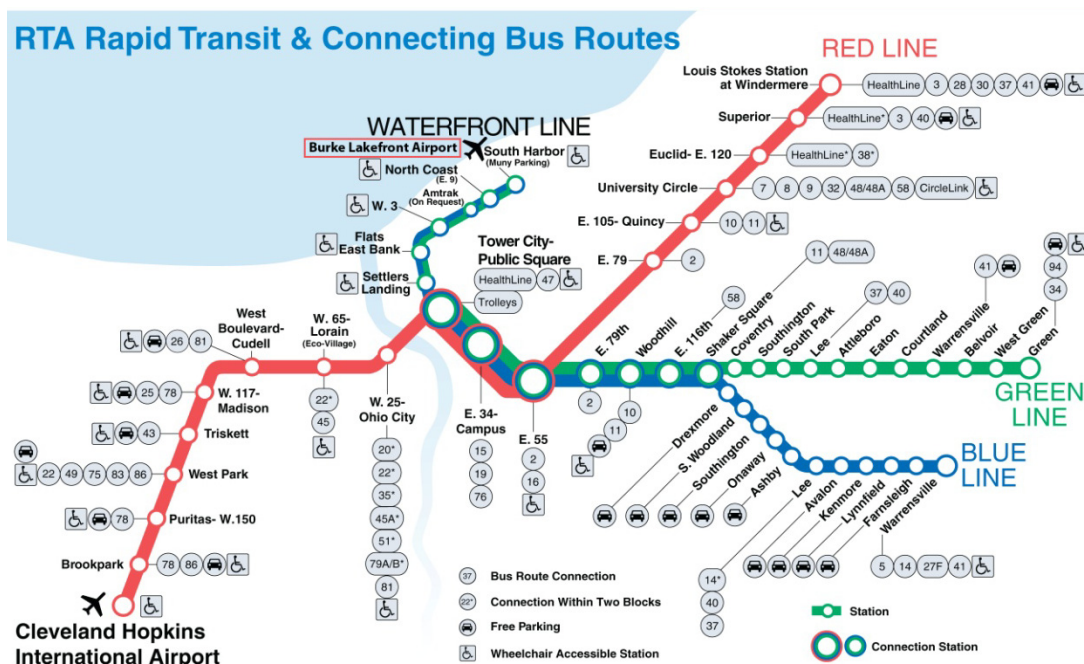 RTA Rapid Transit & Connecting Bus Routes
RED LINE
Louis Stokes Station
at Windermere
HealthLine 3 28 30 37 41
Superior
HealthLine* 3 40
Euclid- E. 120
HealthLine* 38*
University Circle
7 8 9 32 48/48A 58 CircleLink
E. 105- Quincy
10 11
E. 79
2
WATERFRONT LINE
Burke Lakefront Airport
South Harbor
(Muny Parking)
North Coast
(E. 9)
Amtrak
(On Request)
W. 3
Flats
East Bank
Settlers
Landing
Tower City-
Public Square
HealthLine 47
Trolleys
West
Boulevard-
Cudell
26 81
W. 65-
Lorain
(Eco-Village)
22*
45
W. 25-
Ohio City
20*
22*
35*
45A*
51*
79A/B*
81
E. 34-
Campus
15
19
76
E. 55
2
16
W. 117-
Madison
25 78
Triskett
43
West Park
22 49 75 83 86
Puritas- W.150
78
Brookpark
78 86
Cleveland Hopkins
International Airport
E. 79th
2
Woodhill
10
11
E. 116th
58
Shaker Square
11 48/48A
Coventry
Southington
South Park
Lee
37 40
Attleboro
Eaton
Courtland
Warrensville
41
Belvoir
West Green
Green
94
34
GREEN
LINE
Drexmore
S. Woodland
Southington
Onaway
Ashby
Lee
14*
40
37
Avalon
Kenmore
Lynnfield
Farnsleigh
Warrensville
5 14 27F 41
BLUE
LINE
37 Bus Route Connection
22* Connection Within Two Blocks
Free Parking
Wheelchair Accessible Station
Station
Connection Station